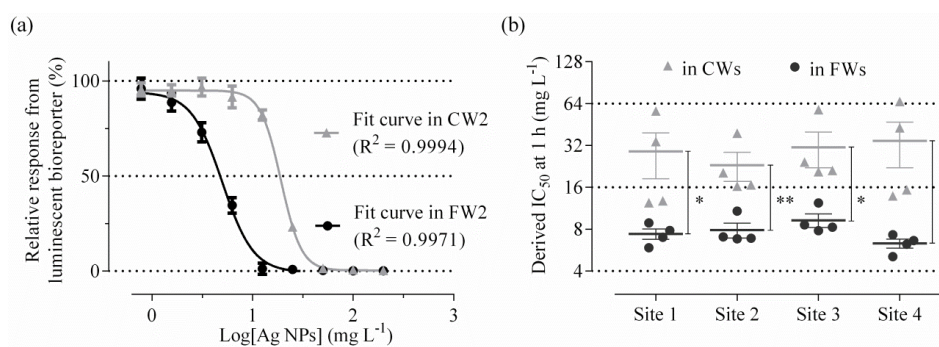 (a)
Relative response from
luminescent bioreporter (%)
100
50
0
0
1
2
3
Log[Ag NPs] (mg L⁻¹)
Fit curve in CW2
(R² = 0.9994)
Fit curve in FW2
(R² = 0.9971)
(b)
Derived IC₅₀ at 1 h (mg L⁻¹)
128
64
32
16
8
4
in CWs
in FWs
*
**
*
Site 1
Site 2
Site 3
Site 4